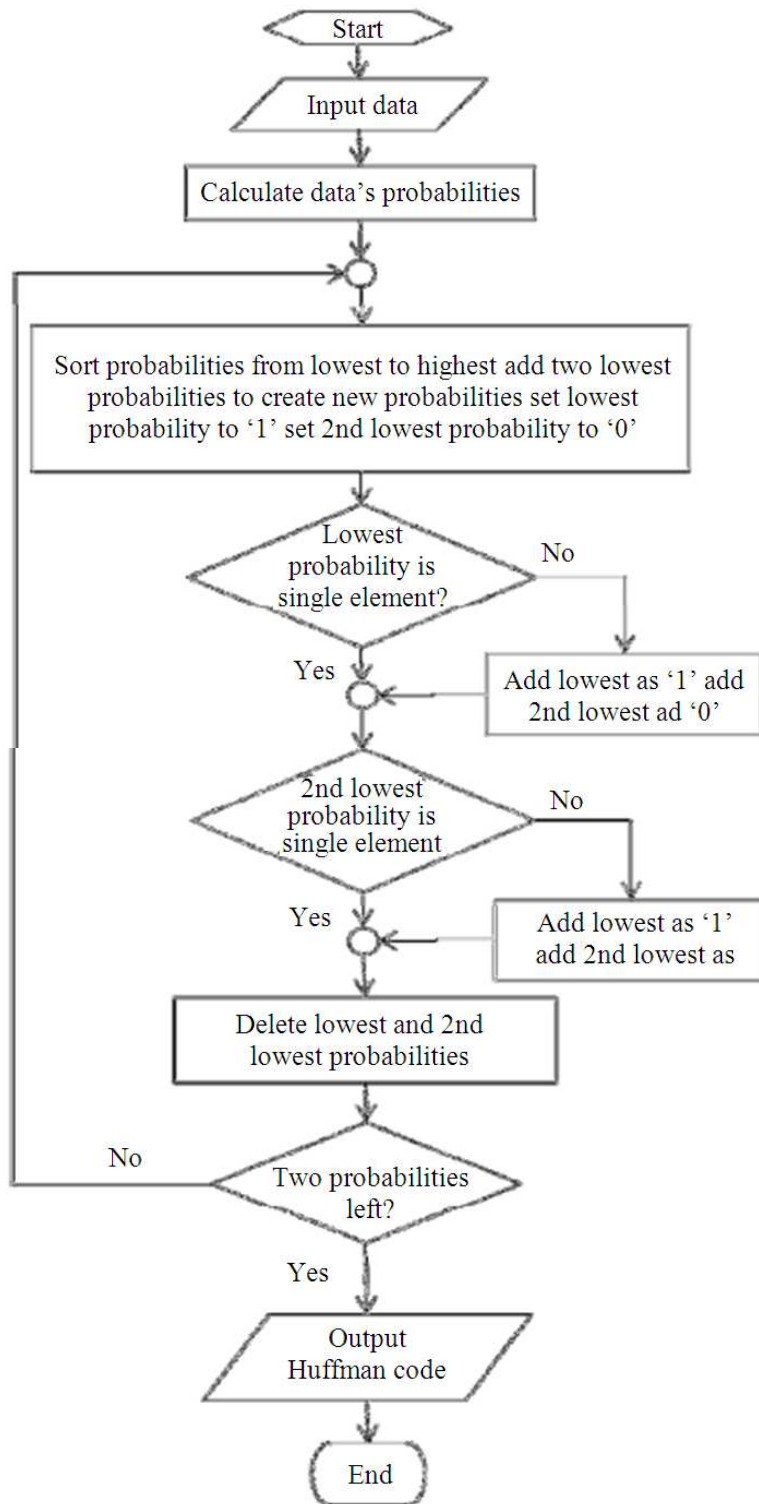 Start
Input data
Calculate data’s probabilities
Sort probabilities from lowest to highest add two lowest
probabilities to create new probabilities set lowest
probability to ‘1’ set 2nd lowest probability to ‘0’
Lowest
probability is
single element?
No
Yes
Add lowest as ‘1’ add
2nd lowest ad ‘0’
2nd lowest
probability is
single element
No
Yes
Add lowest as ‘1’
add 2nd lowest as
Delete lowest and 2nd
lowest probabilities
No
Two probabilities
left?
Yes
Output
Huffman code
End